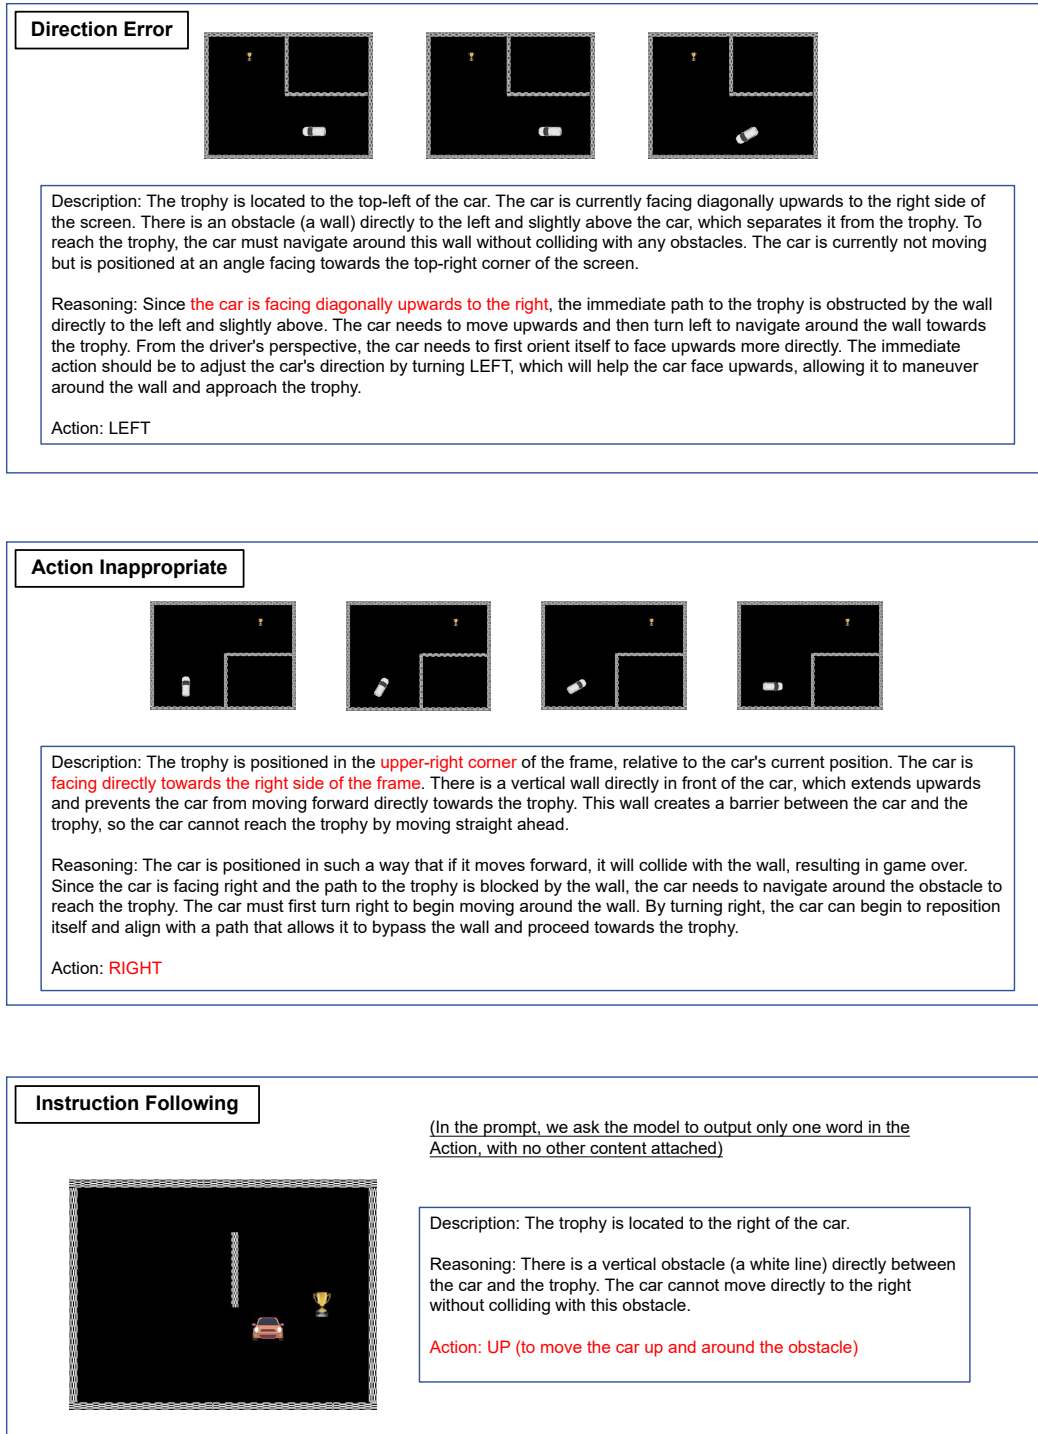 Direction Error
Description: The trophy is located to the top-left of the car. The car is currently facing diagonally upwards to the right side of
the screen. There is an obstacle (a wall) directly to the left and slightly above the car, which separates it from the trophy. To
reach the trophy, the car must navigate around this wall without colliding with any obstacles. The car is currently not moving
but is positioned at an angle facing towards the top-right corner of the screen.
Reasoning: Since the car is facing diagonally upwards to the right, the immediate path to the trophy is obstructed by the wall
directly to the left and slightly above. The car needs to move upwards and then turn left to navigate around the wall towards
the trophy. From the driver's perspective, the car needs to first orient itself to face upwards more directly. The immediate
action should be to adjust the car's direction by turning LEFT, which will help the car face upwards, allowing it to maneuver
around the wall and approach the trophy.
Action: LEFT
Action Inappropriate
Description: The trophy is positioned in the upper-right corner of the frame, relative to the car's current position. The car is
facing directly towards the right side of the frame. There is a vertical wall directly in front of the car, which extends upwards
and prevents the car from moving forward directly towards the trophy. This wall creates a barrier between the car and the
trophy, so the car cannot reach the trophy by moving straight ahead.
Reasoning: The car is positioned in such a way that if it moves forward, it will collide with the wall, resulting in game over.
Since the car is facing right and the path to the trophy is blocked by the wall, the car needs to navigate around the obstacle to
reach the trophy. The car must first turn right to begin moving around the wall. By turning right, the car can begin to reposition
itself and align with a path that allows it to bypass the wall and proceed towards the trophy.
Action: RIGHT
Instruction Following
(In the prompt, we ask the model to output only one word in the
Action, with no other content attached)
Description: The trophy is located to the right of the car.
Reasoning: There is a vertical obstacle (a white line) directly between
the car and the trophy. The car cannot move directly to the right
without colliding with this obstacle.
Action: UP (to move the car up and around the obstacle)